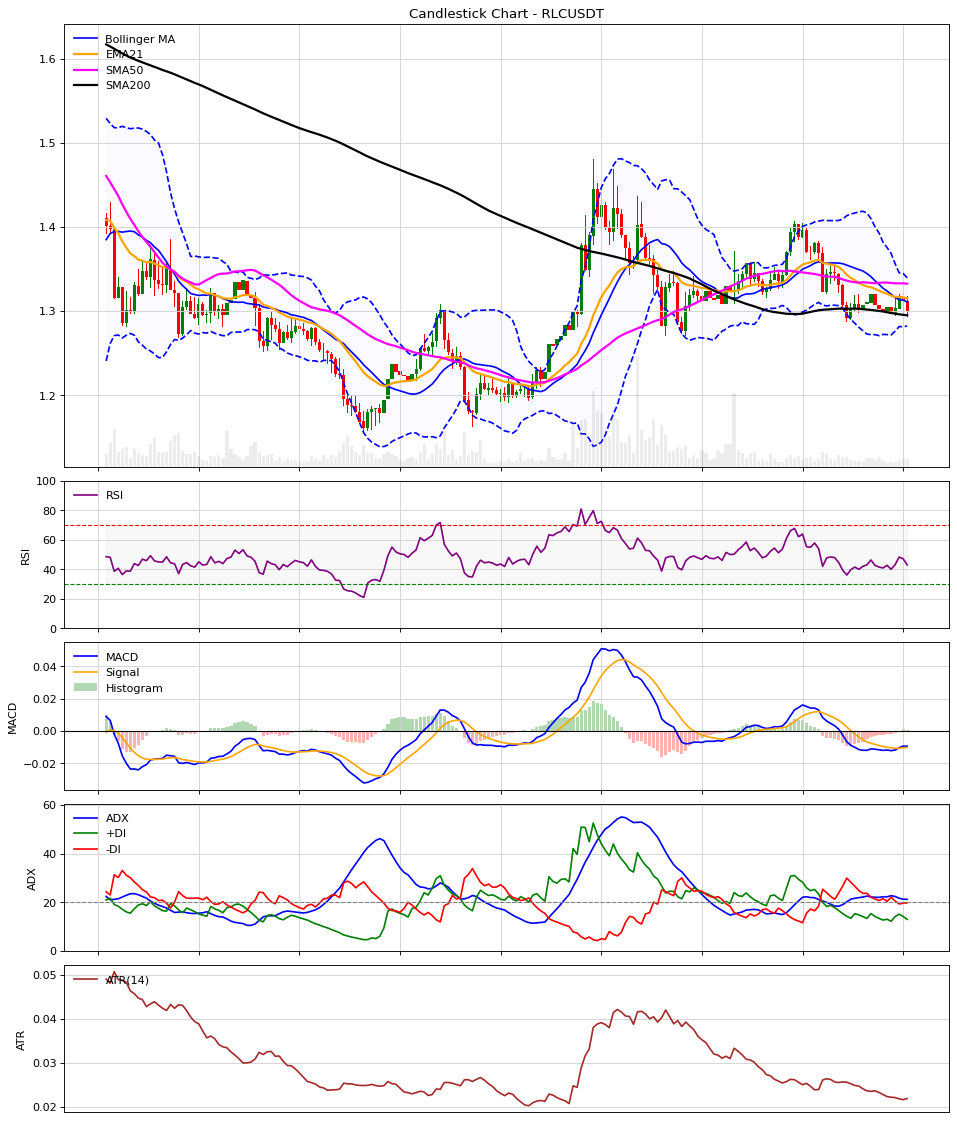 Candlestick Chart - RLCUSDT
Bollinger MA
EMA21
SMA50
SMA200
1.6
1.5
1.4
1.3
1.2
RSI
RSI
100
80
60
40
20
0
MACD
Signal
Histogram
MACD
0.04
0.02
0.00
−0.02
ADX
+DI
-DI
ADX
60
40
20
0
ATR(14)
ATR
0.05
0.04
0.03
0.02